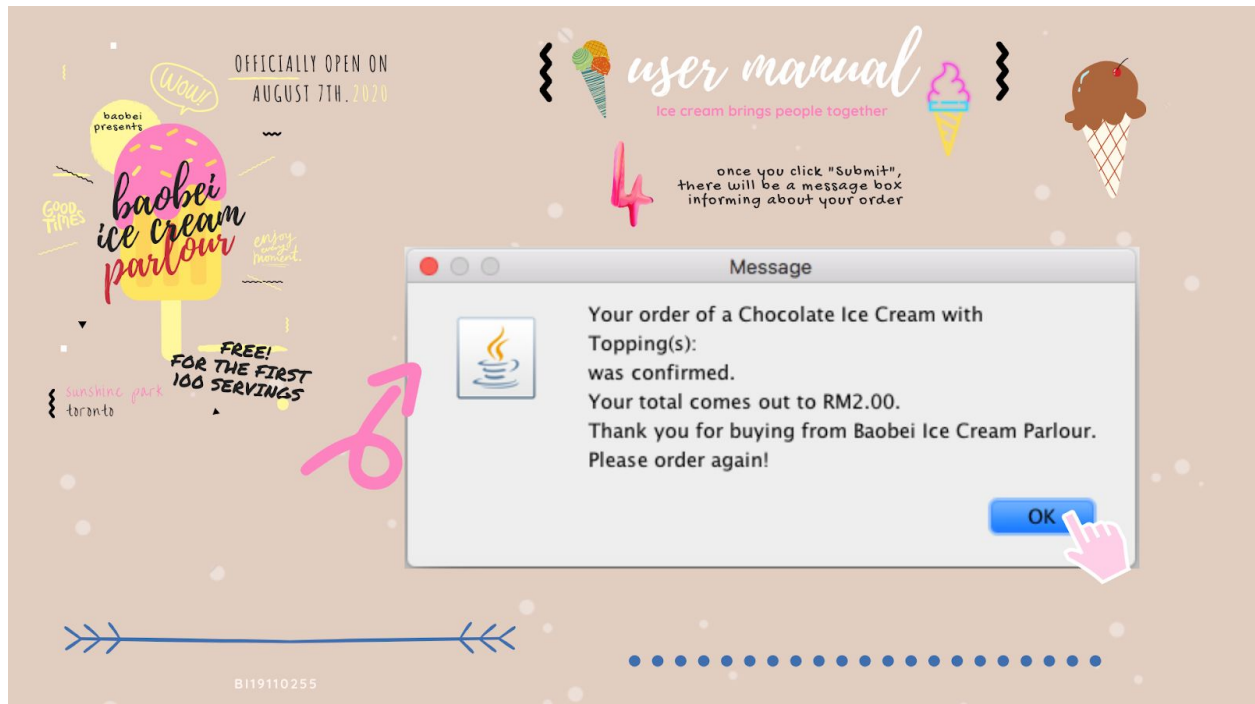 OFFICIALLY OPEN ON
AUGUST 7TH.2020
WOW!
baobei
presents
baobei
ice cream
parlour
GOOD
TIMES
enjoy
every
moment.
FREE!
FOR THE FIRST
100 SERVINGS
sunshine park
toronto
user manual
Ice cream brings people together
4
once you click "Submit",
there will be a message box
informing about your order
Message
Your order of a Chocolate Ice Cream with
Topping(s):
was confirmed.
Your total comes out to RM2.00.
Thank you for buying from Baobei Ice Cream Parlour.
Please order again!
OK
BI19110255